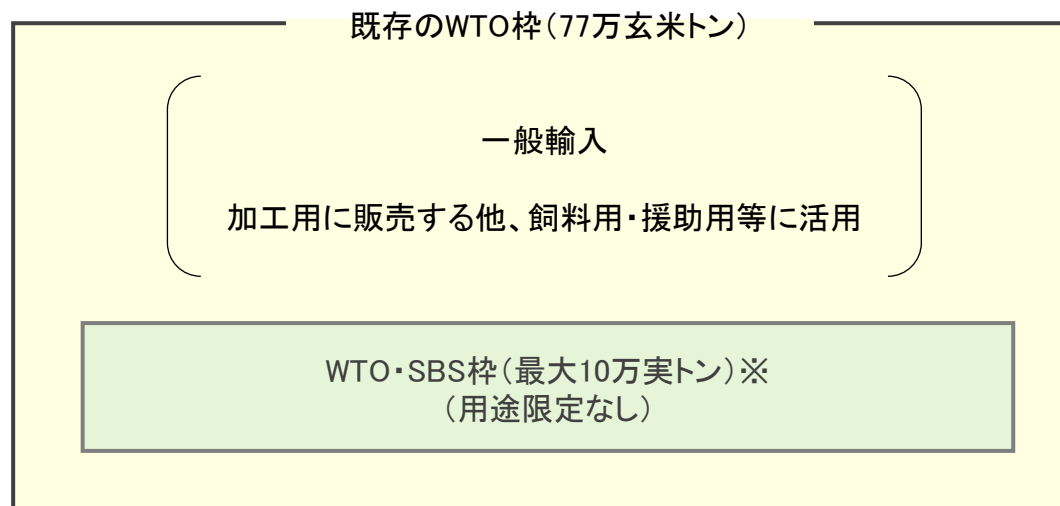 既存のWTO枠（77万玄米トン）
一般輸入
加工用に販売する他、飼料用・援助用等に活用
WTO・SBS枠（最大10万実トン）※
（用途限定なし）